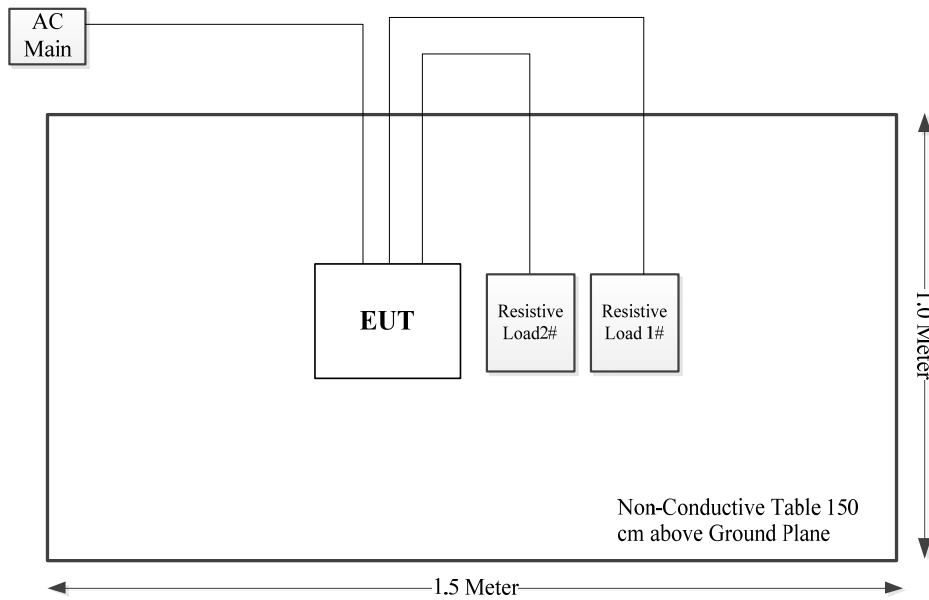 AC
Main
EUT
Resistive
Load2#
Resistive
Load 1#
1.0 Meter
Non-Conductive Table 150
cm above Ground Plane
1.5 Meter